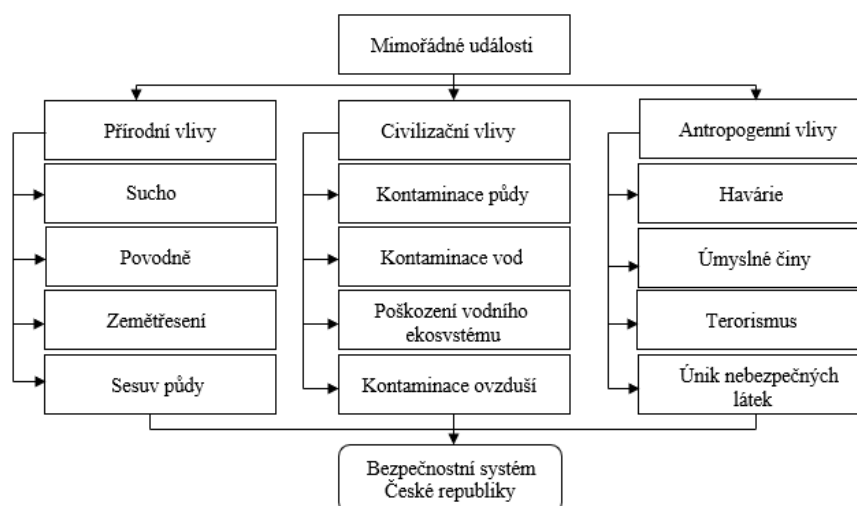 Mimořádné události
Přírodní vlivy
Sucho
Povodně
Zemětřesení
Sesuv půdy
Civilizační vlivy
Kontaminace půdy
Kontaminace vod
Poškození vodního
ekosvstému
Kontaminace ovzduší
Antropogenní vlivy
Havárie
Úmyslné činy
Terorismus
Únik nebezpečných
látek
Bezpečnostní systém
České republiky